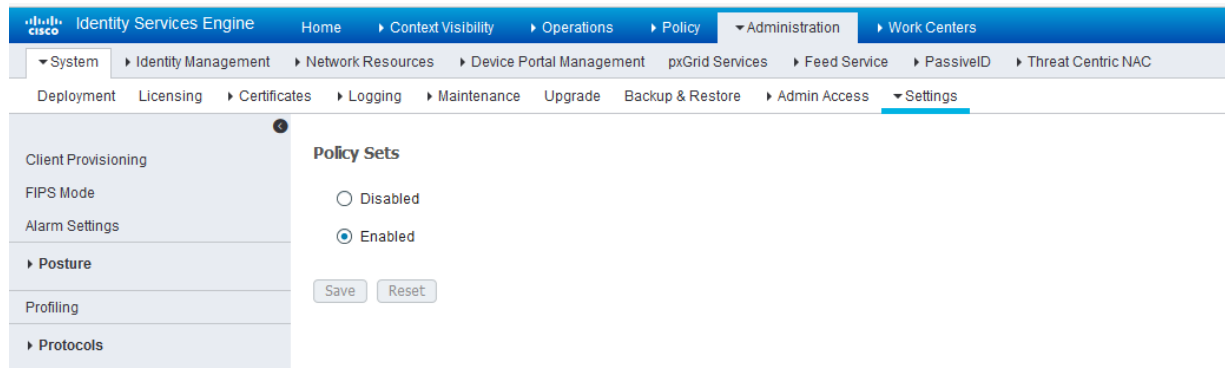 cisco Identity Services Engine Home Context Visibility Operations Policy Administration Work Centers
System Identity Management Network Resources Device Portal Management pxGrid Services Feed Service PassiveID Threat Centric NAC
Deployment Licensing Certificates Logging Maintenance Upgrade Backup & Restore Admin Access Settings
Client Provisioning
FIPS Mode
Alarm Settings
Posture
Profiling
Protocols
Policy Sets
Disabled
Enabled
Save Reset